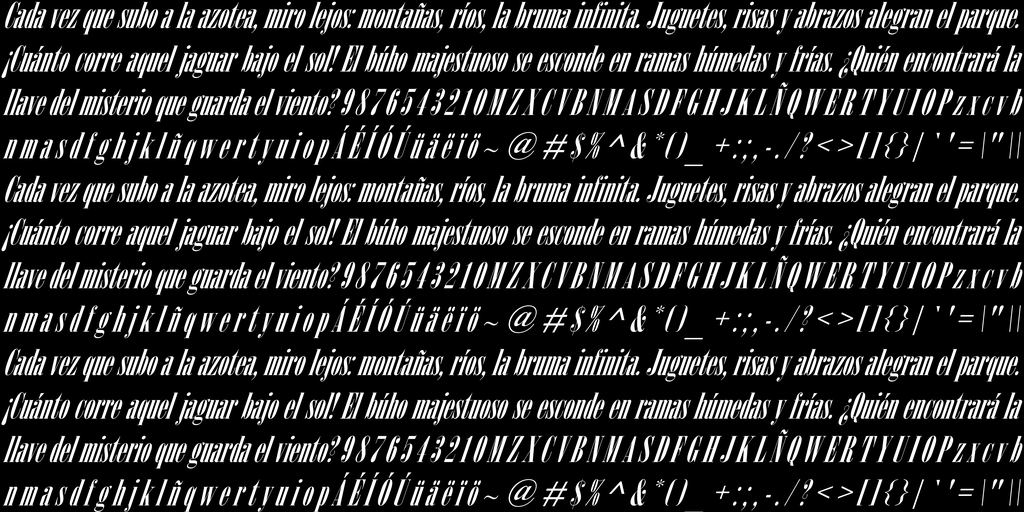 Cada vez que subo a la azotea, miro lejos: montañas, ríos, la bruma infinita. Juguetes, risas y abrazos alegran el parque.
¡Cuánto corre aquel jaguar bajo el sol! El búho majestuoso se esconde en ramas húmedas y frías. ¿Quién encontrará la
llave del misterio que guarda el viento? 9 8 7 6 5 4 3 2 1 0 M Z X C V B N M A S D F G H J K L Ñ Q W E R T Y U I O P z x c v b
n m a s d f g h j k l ñ q w e r t y u i o p Á É Í Ó Ú ü ä ë ï ö ~ @ # $ % ^ & * ( ) _ + : ; , - . / ? < > [ ] { } / ` ' = | " | |
Cada vez que subo a la azotea, miro lejos: montañas, ríos, la bruma infinita. Juguetes, risas y abrazos alegran el parque.
¡Cuánto corre aquel jaguar bajo el sol! El búho majestuoso se esconde en ramas húmedas y frías. ¿Quién encontrará la
llave del misterio que guarda el viento? 9 8 7 6 5 4 3 2 1 0 M Z X C V B N M A S D F G H J K L Ñ Q W E R T Y U I O P z x c v b
n m a s d f g h j k l ñ q w e r t y u i o p Á É Í Ó Ú ü ä ë ï ö ~ @ # $ % ^ & * ( ) _ + : ; , - . / ? < > [ ] { } / ` ' = | " | |
Cada vez que subo a la azotea, miro lejos: montañas, ríos, la bruma infinita. Juguetes, risas y abrazos alegran el parque.
¡Cuánto corre aquel jaguar bajo el sol! El búho majestuoso se esconde en ramas húmedas y frías. ¿Quién encontrará la
llave del misterio que guarda el viento? 9 8 7 6 5 4 3 2 1 0 M Z X C V B N M A S D F G H J K L Ñ Q W E R T Y U I O P z x c v b
n m a s d f g h j k l ñ q w e r t y u i o p Á É Í Ó Ú ü ä ë ï ö ~ @ # $ % ^ & * ( ) _ + : ; , - . / ? < > [ ] { } / ` ' = | " | |